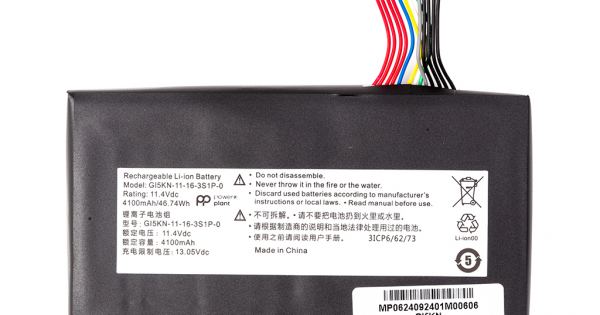 Rechargeable Li-ion Battery
Model: GI5KN-11-16-3S1P-0
Rating: 11.4Vdc
4100mAh/46.74Wh
power plant
Do not disassemble.
Never throw it in the fire or the water.
Discard used batteries according to manufacturer's
instructions or local laws. • Read manual before use.
锂离子电池组
型号: GI5KN-11-16-3S1P-0
额定电压: 11.4Vdc
额定容量: 4100mAh
充电限制电压: 13.05Vdc
• 不可拆解。• 请不要把电池扔到火里或水里。
• 请根据制造商的说明和当地法律处理用过的电池。
• 使用之前请阅读用户手册。 3ICP6/62/73
Made in China
Li-ion00
5
MP0624092401M00606
GI5KN